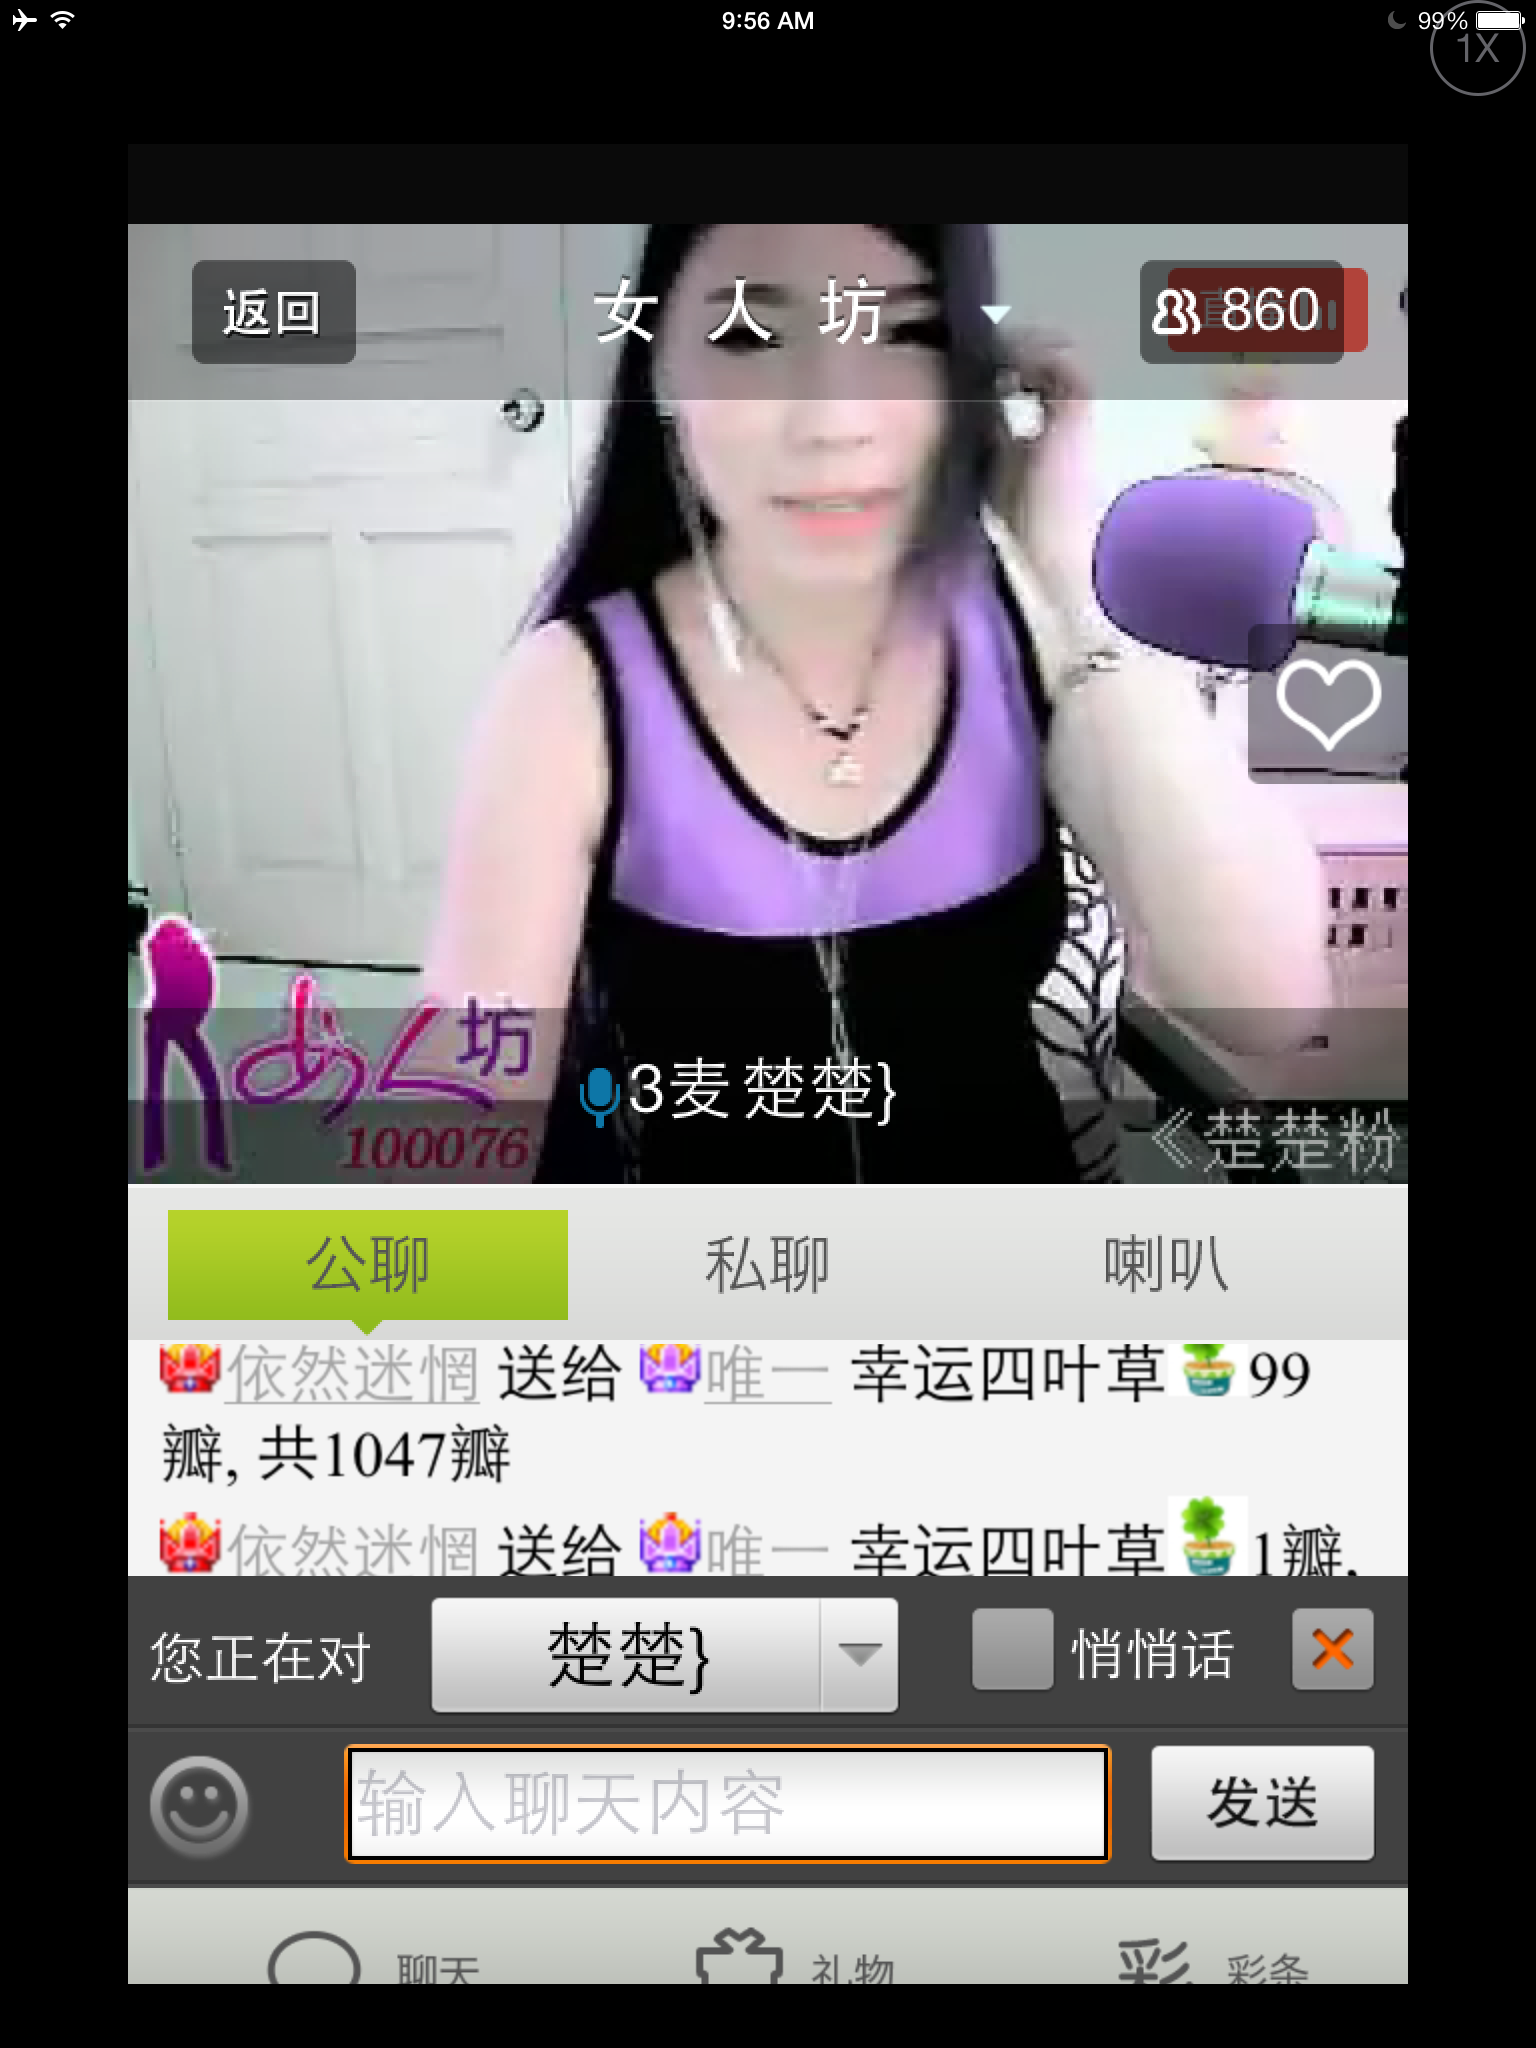 9:56 AM
99%
1X
返回
女人坊
860
坊
100076
3麦 楚楚}
《楚楚粉
公聊
私聊
喇叭
依然迷惘 送给 唯一 幸运四叶草 99
瓣, 共1047瓣
依然迷惘 送给 唯一 幸运四叶草 1瓣,
您正在对
楚楚}
悄悄话
输入聊天内容
发送
聊天
礼物
彩 彩条